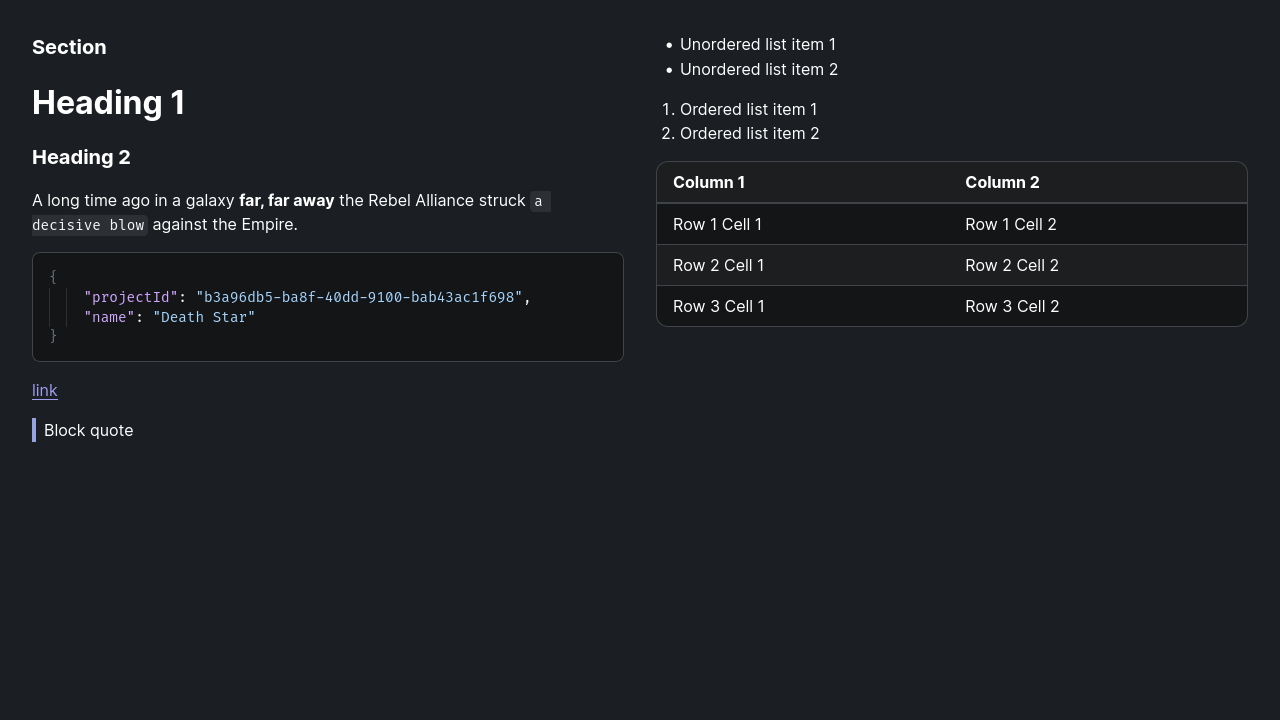 Section
Heading 1
Heading 2
A long time ago in a galaxy far, far away the Rebel Alliance struck a
decisive blow against the Empire.
{
"projectId": "b3a96db5-ba8f-40dd-9100-bab43ac1f698",
"name": "Death Star"
}
link
Block quote
• Unordered list item 1
• Unordered list item 2
1. Ordered list item 1
2. Ordered list item 2
Column 1 Column 2
Row 1 Cell 1 Row 1 Cell 2
Row 2 Cell 1 Row 2 Cell 2
Row 3 Cell 1 Row 3 Cell 2